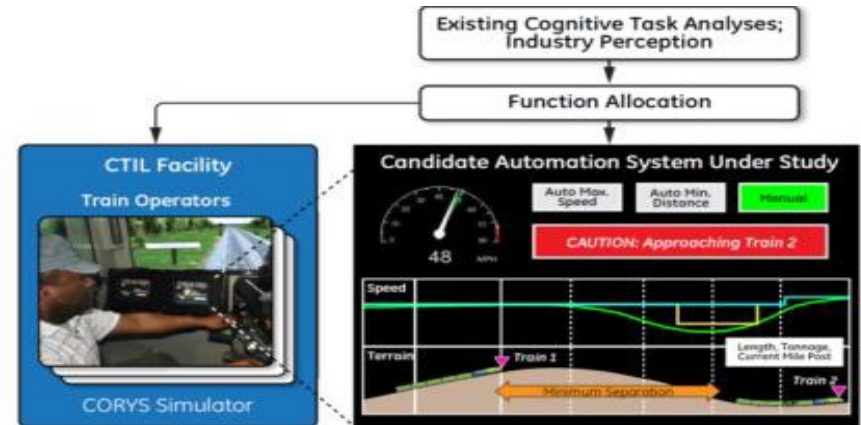 Existing Cognitive Task Analyses;
Industry Perception
Function Allocation
CTIL Facility
Train Operators
CORYS Simulator
Candidate Automation System Under Study
Auto Max.
Speed
Auto Min.
Distance
Manual
48
MPH
CAUTION: Approaching Train 2
Speed
Terrain
Train 1
Length, Tonnage,
Current Mile Post
Train 2
Minimum Separation